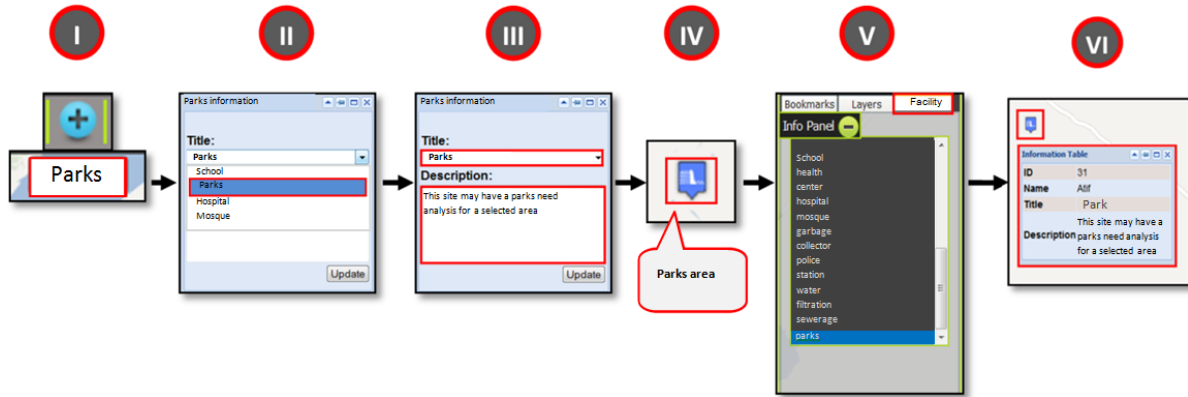 I
II
III
IV
V
VI
Parks
Parks information
Title:
Parks
School
Parks
Hospital
Mosque
Update
Parks information
Title:
Parks
Description:
This site may have a parks need
analysis for a selected area
Update
Parks area
Bookmarks Layers Facility
Info Panel
School
health
center
hospital
mosque
garbage
collector
police
station
water
filtration
sewerage
parks
Information Table
ID 31
Name Atif
Title Park
Description This site may have a
parks need analysis
for a selected area